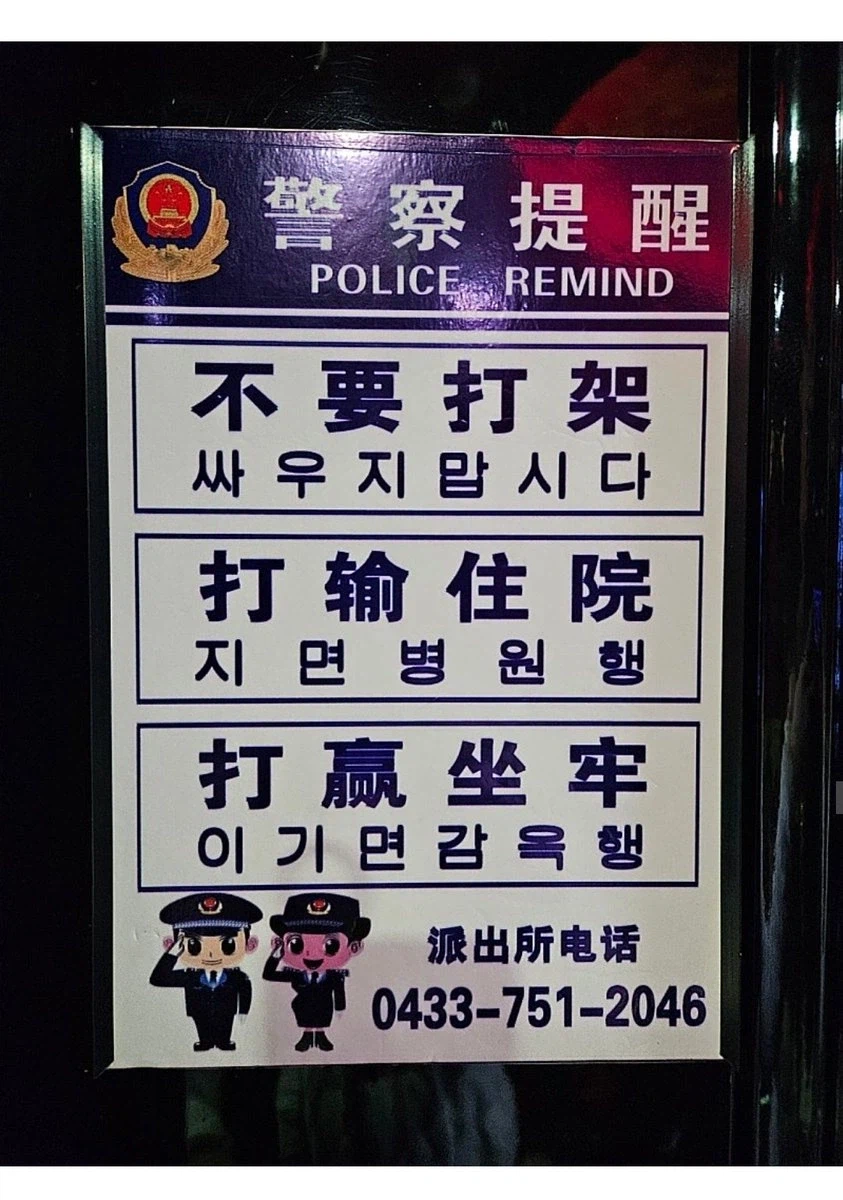 警察提醒
POLICE REMIND
不要打架
싸우지맙시다
打输住院
지면병원행
打赢坐牢
이기면감옥행
派出所电话
0433-751-2046